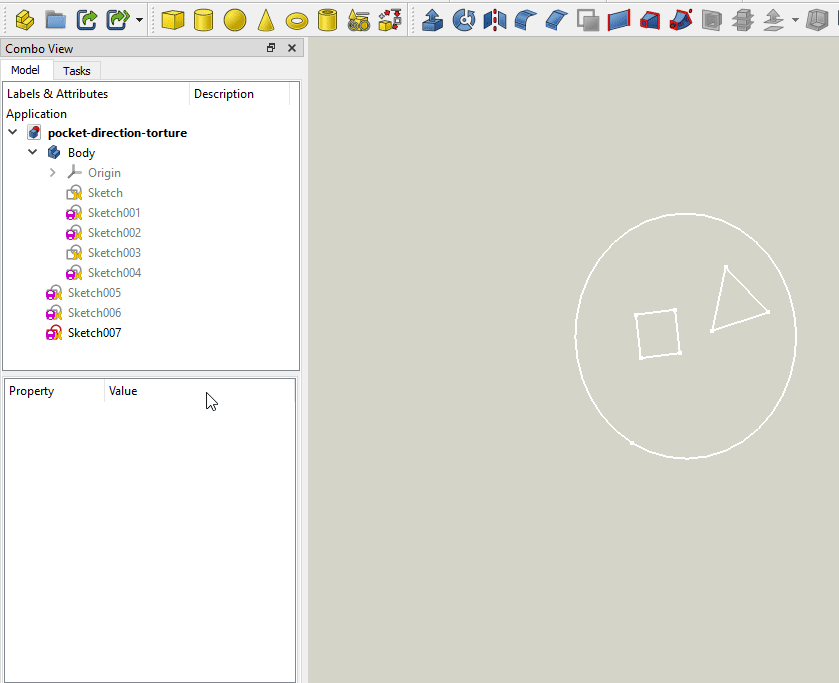 Combo View
Model Tasks
Labels & Attributes Description
Application
pocket-direction-torture
Body
Origin
Sketch
Sketch001
Sketch002
Sketch003
Sketch004
Sketch005
Sketch006
Sketch007
Property Value